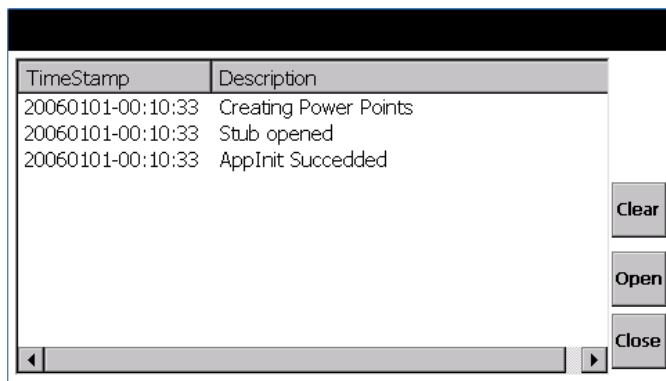 TimeStamp Description
20060101-00:10:33 Creating Power Points
20060101-00:10:33 Stub opened
20060101-00:10:33 AppInit Succedded
Clear
Open
Close